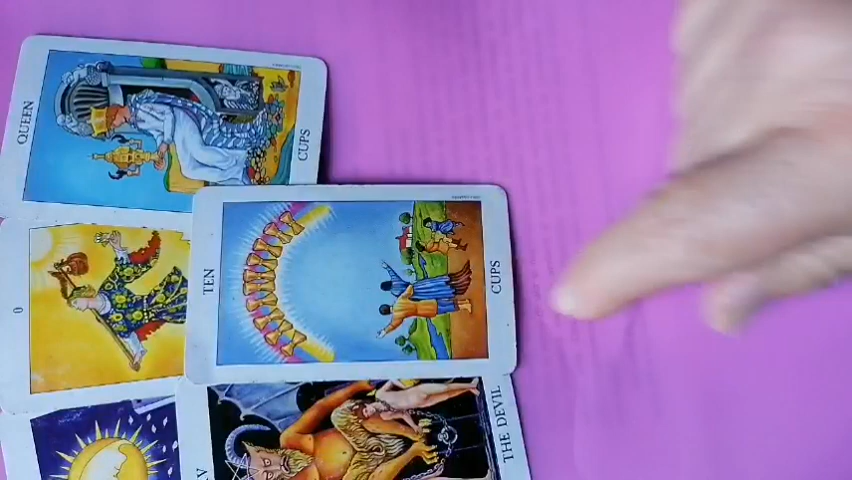 QUEEN
CUPS
0
TEN
CUPS
THE DEVIL